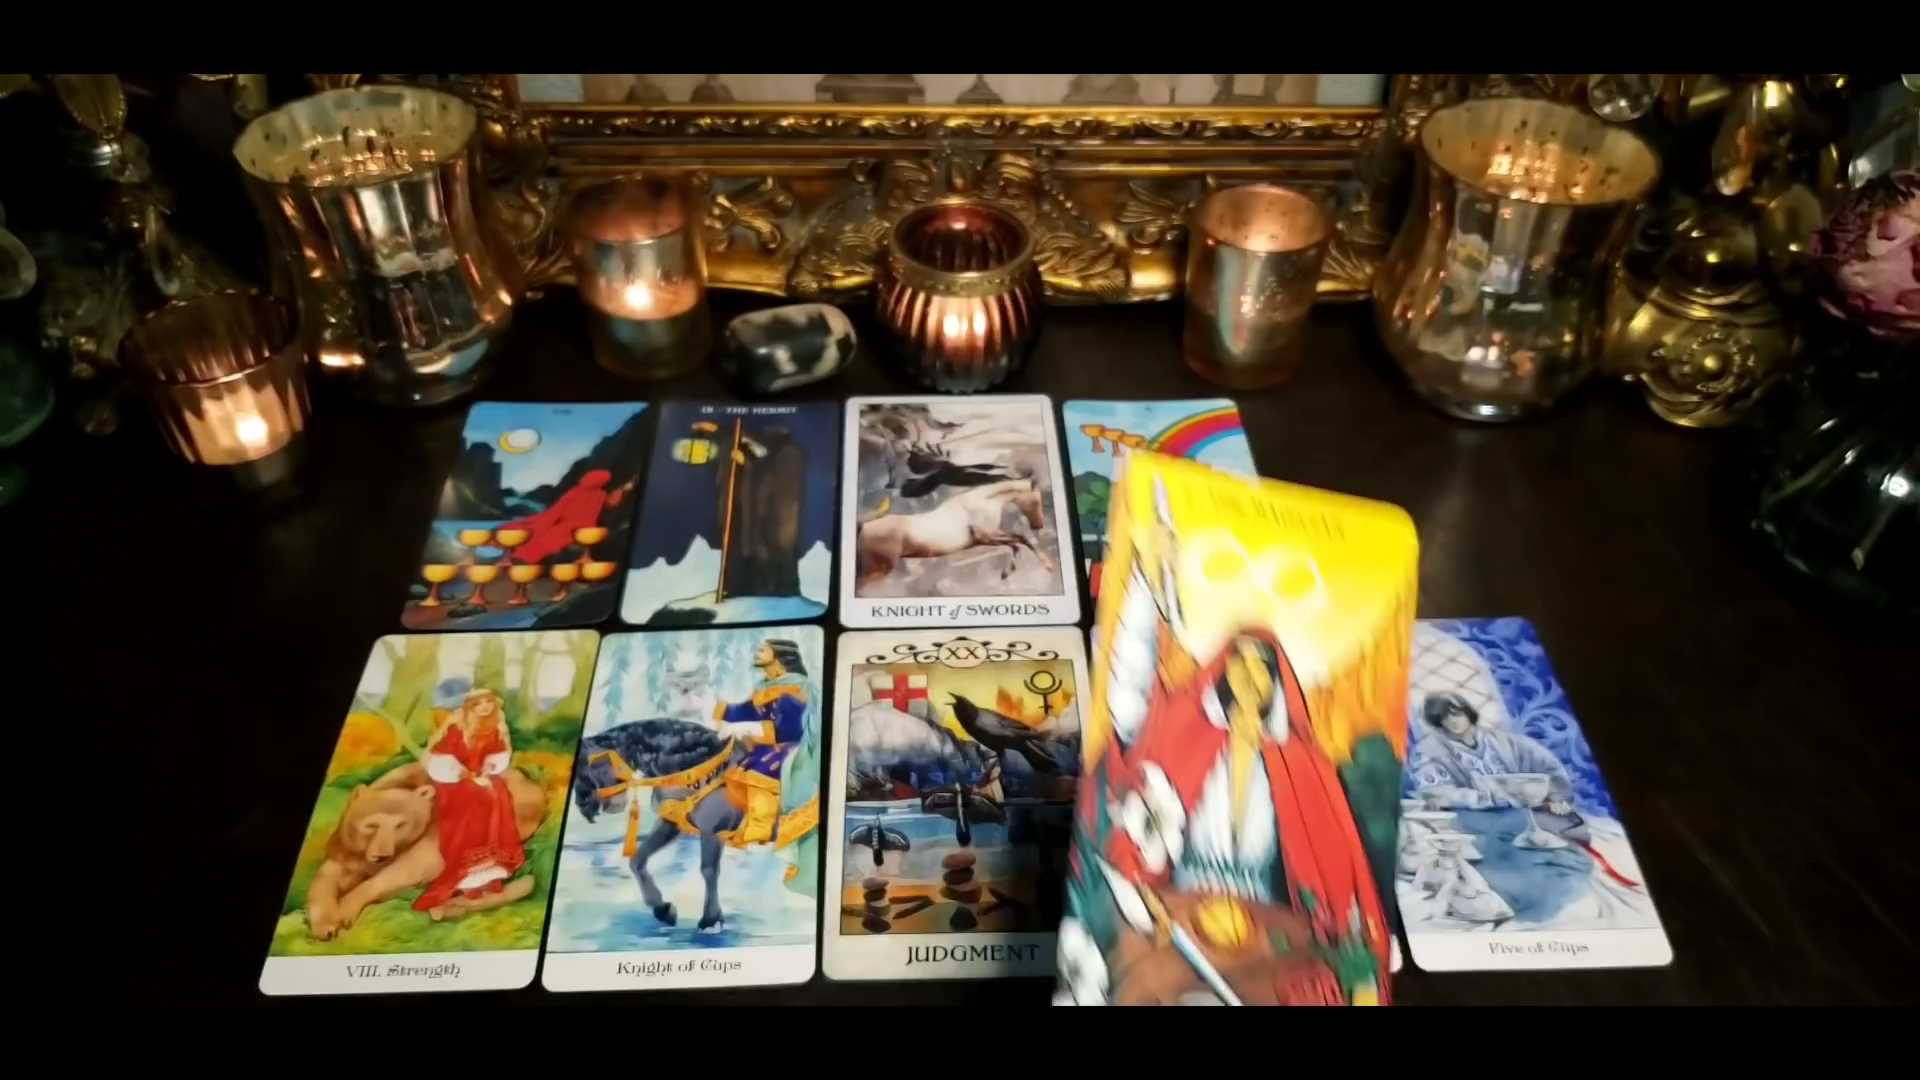 IX · THE HERMIT
KNIGHT of SWORDS
XX
JUDGMENT
VIII. Strength
Knight of Cups
Five of Cups